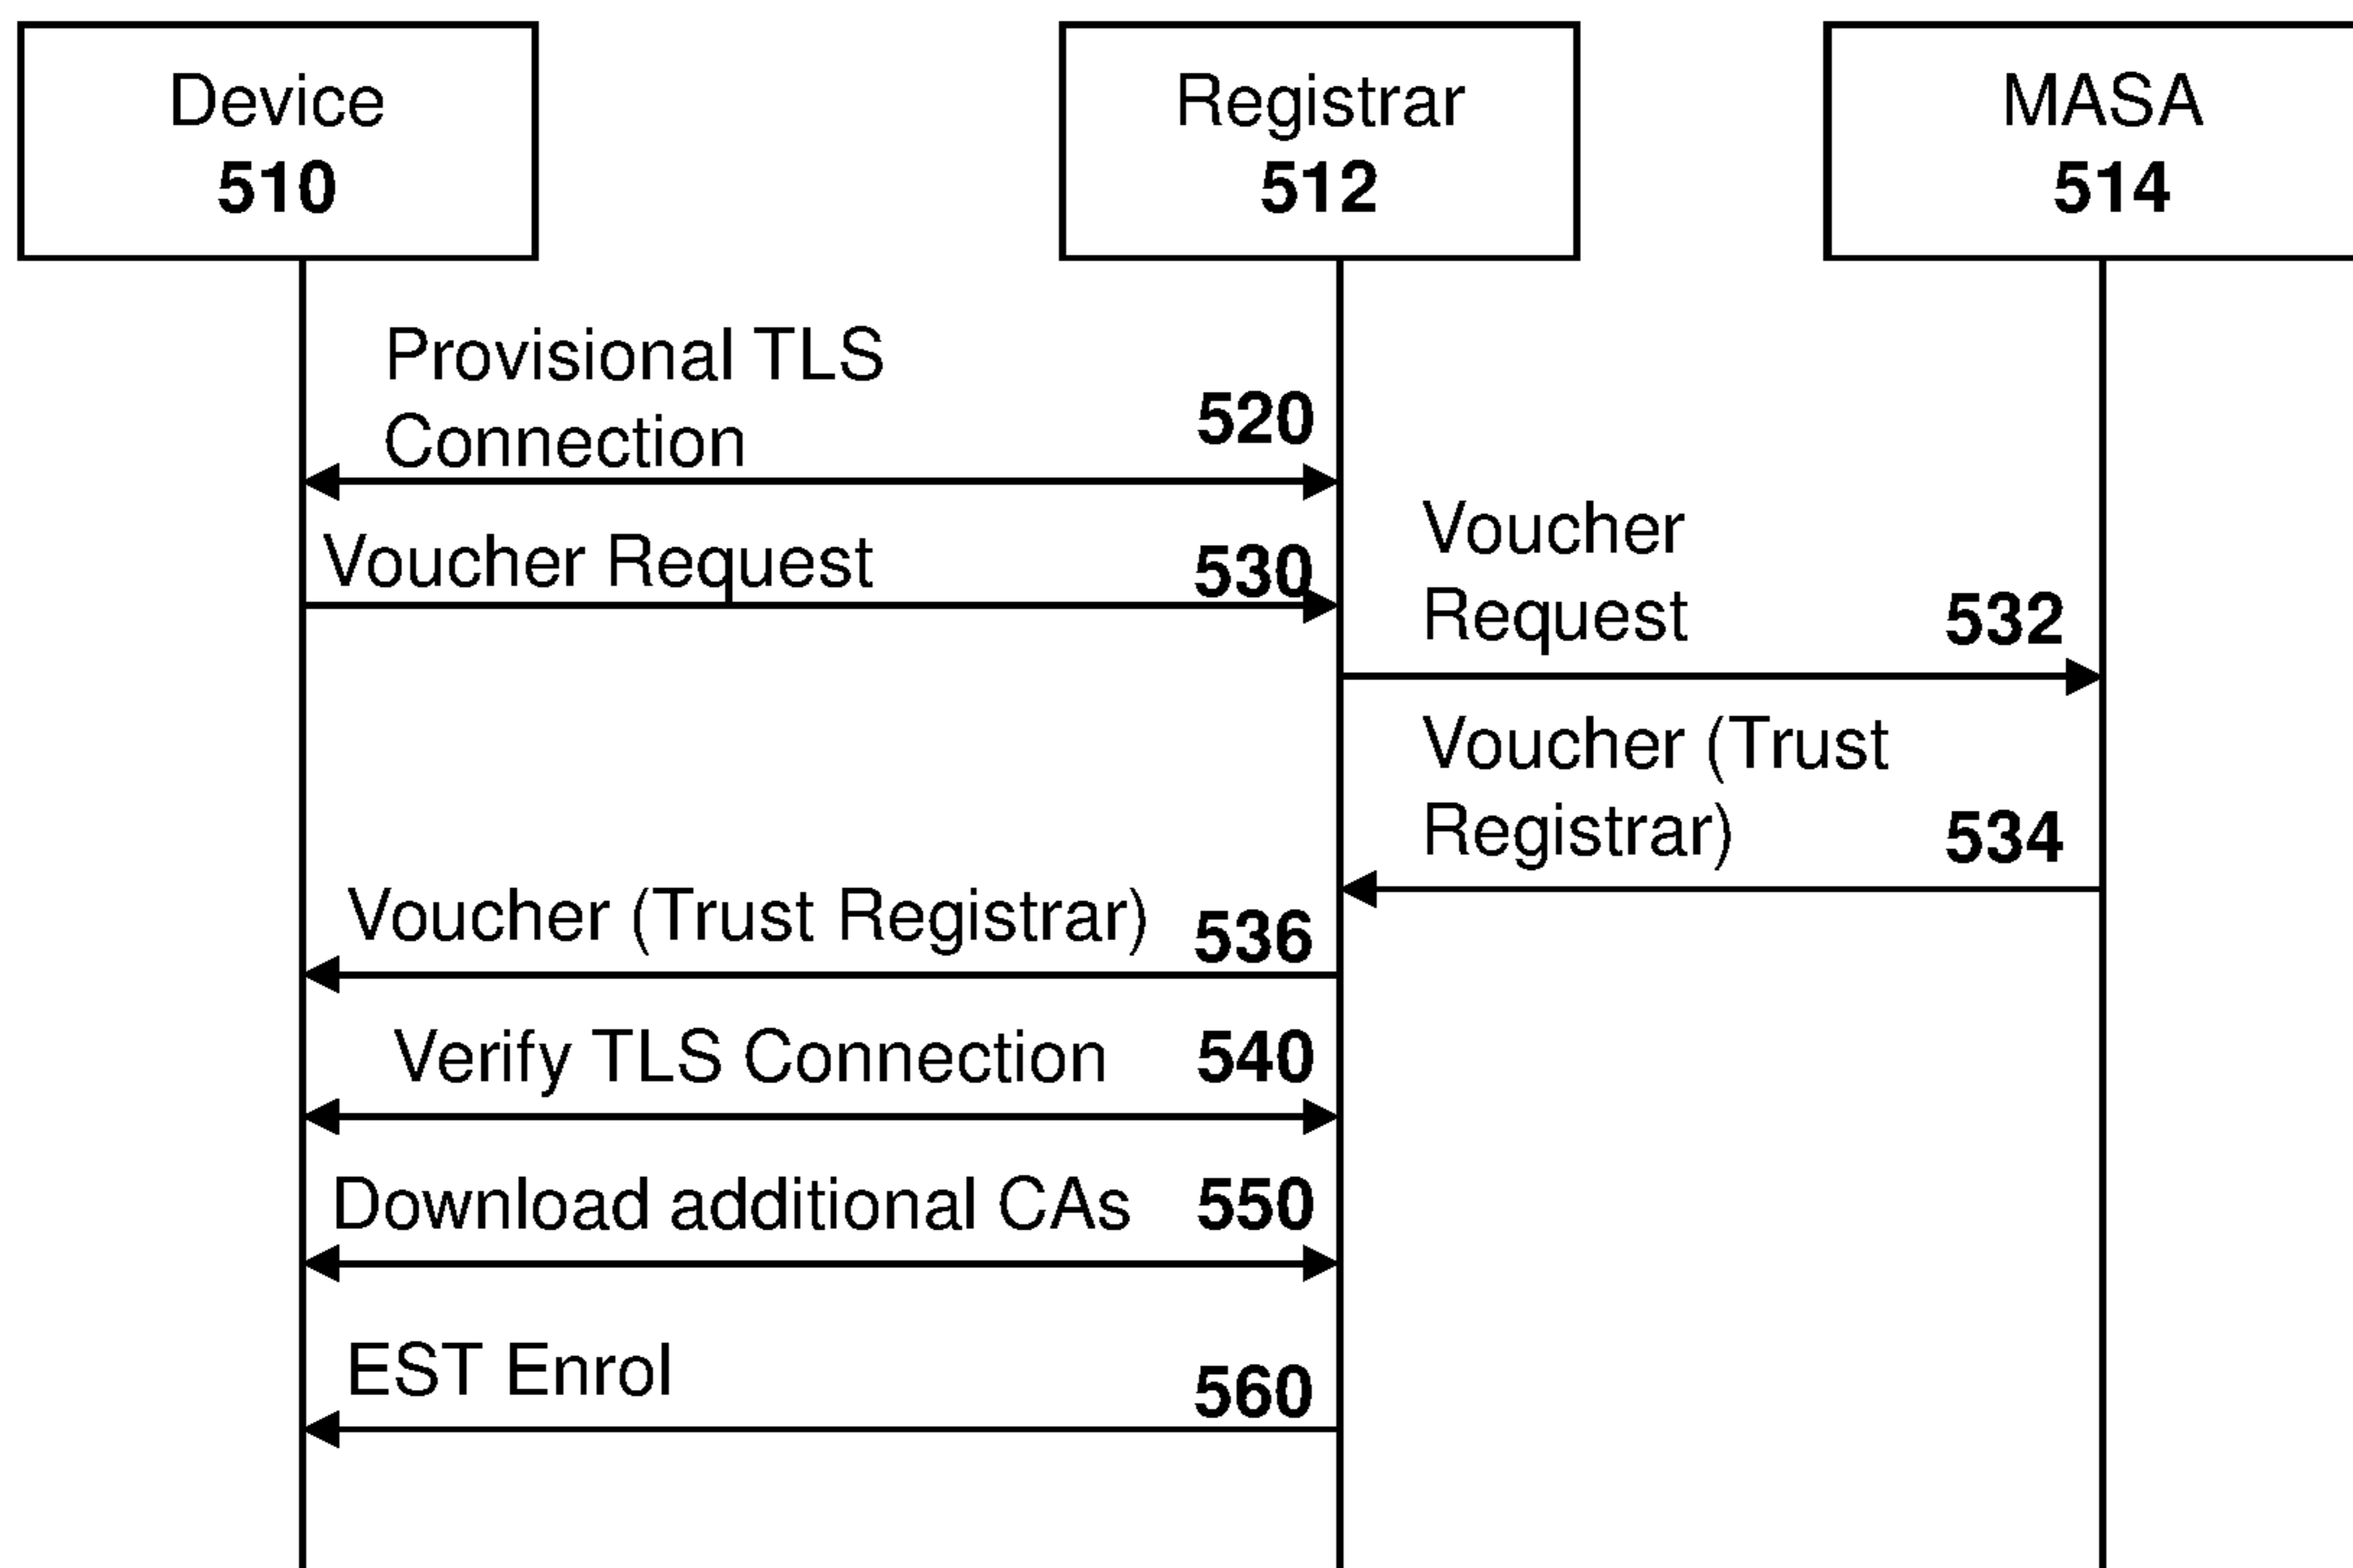 Device
510
Registrar
512
MASA
514
Provisional TLS
Connection
520
Voucher Request
530
Voucher
Request
532
Voucher (Trust
Registrar)
534
Voucher (Trust Registrar)
536
Verify TLS Connection
540
Download additional CAs
550
EST Enrol
560